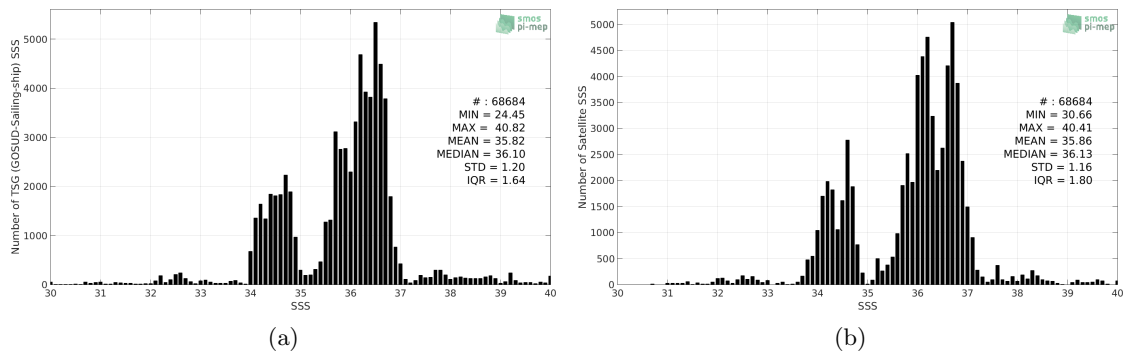 Number of TSG (GOSUD-Sailing-ship) SSS
5000
4000
3000
2000
1000
0
30 31 32 33 34 35 36 37 38 39 40
SSS
smos
pi-mep
# : 68684
MIN = 24.45
MAX = 40.82
MEAN = 35.82
MEDIAN = 36.10
STD = 1.20
IQR = 1.64
(a)
Number of Satellite SSS
5000
4500
4000
3500
3000
2500
2000
1500
1000
500
0
30 31 32 33 34 35 36 37 38 39 40
SSS
smos
pi-mep
# : 68684
MIN = 30.66
MAX = 40.41
MEAN = 35.86
MEDIAN = 36.13
STD = 1.16
IQR = 1.80
(b)